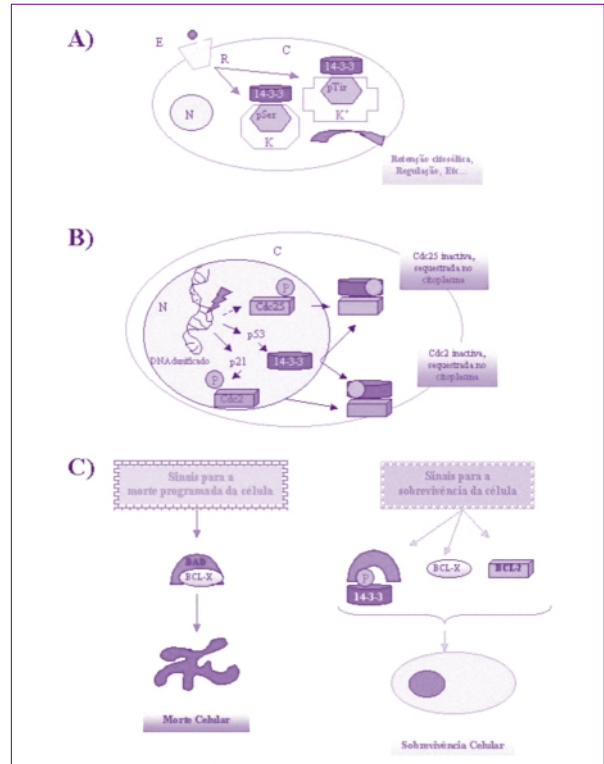 A)
E
C
R
14-3-3
14-3-3
pTir
N
pSer
K'
K
Retenção citosólica,
Regulação, Etc...
B)
C
Cdc25 inactiva,
sequestrada no
citoplasma
N
P
Cdc25
p53
DNA danificado
p21
14-3-3
P
Cdc2
Cdc2 inactiva,
sequestrada no
citoplasma
C)
Sinais para a
morte programada da célula
Sinais para a
sobrevivência da célula
BAD
BCL-X
P
14-3-3
BCL-X
BCL-2
Morte Celular
Sobrevivência Celular